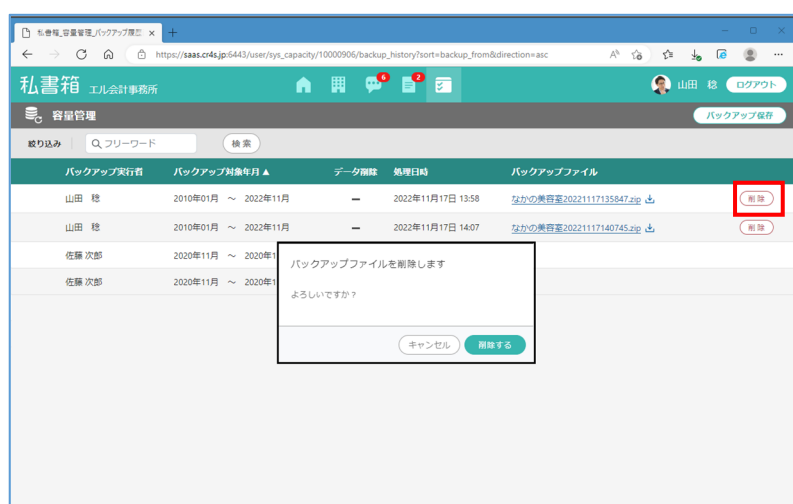 私書箱_容量管理_バックアップ履歴
https://saas.cr4s.jp:6443/user/sys_capacity/10000906/backup_history?sort=backup_from&direction=asc
私書箱 エル会計事務所
6
2
山田 稔 ログアウト
容量管理 バックアップ保存
絞り込み フリーワード 検 索
バックアップ実行者 バックアップ対象年月▲ データ削除 処理日時 バックアップファイル
山田 稔 2010年01月 ～ 2022年11月 ー 2022年11月17日 13:58 なかの美容室20221117135847.zip 削 除
山田 稔 2010年01月 ～ 2022年11月 ー 2022年11月17日 14:07 なかの美容室20221117140745.zip 削 除
佐藤 次郎 2020年11月 ～ 2020年1
佐藤 次郎 2020年11月 ～ 2020年1
バックアップファイルを削除します
よろしいですか？
キャンセル 削除する